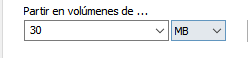 Partir en volúmenes de ...
30 MB